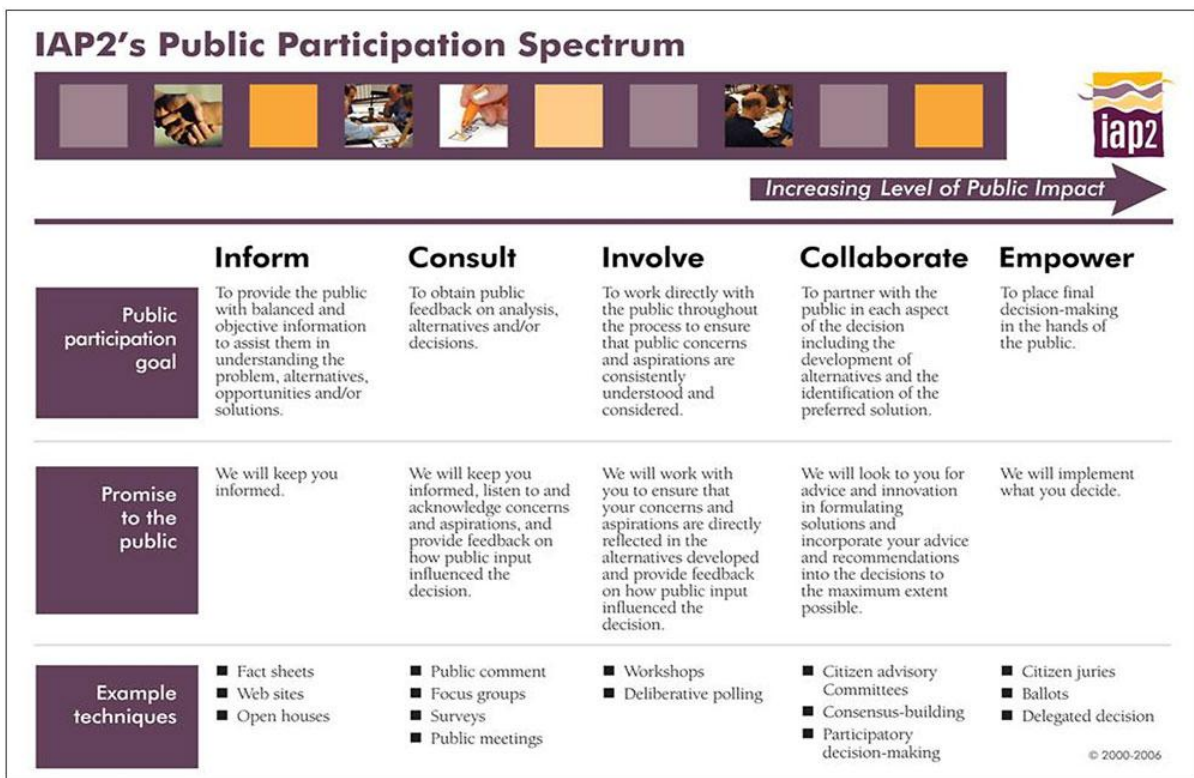 IAP2's Public Participation Spectrum
iap2
Increasing Level of Public Impact
Inform
Consult
Involve
Collaborate
Empower
Public
participation
goal
To provide the public
with balanced and
objective information
to assist them in
understanding the
problem, alternatives,
opportunities and/or
solutions.
To obtain public
feedback on analysis,
alternatives and/or
decisions.
To work directly with
the public throughout
the process to ensure
that public concerns
and aspirations are
consistently
understood and
considered.
To partner with the
public in each aspect
of the decision
including the
development of
alternatives and the
identification of the
preferred solution.
To place final
decision-making
in the hands of
the public.
Promise
to the
public
We will keep you
informed.
We will keep you
informed, listen to and
acknowledge concerns
and aspirations, and
provide feedback on
how public input
influenced the
decision.
We will work with
you to ensure that
your concerns and
aspirations are directly
reflected in the
alternatives developed
and provide feedback
on how public input
influenced the
decision.
We will look to you for
advice and innovation
in formulating
solutions and
incorporate your advice
and recommendations
into the decisions to
the maximum extent
possible.
We will implement
what you decide.
Example
techniques
■ Fact sheets
■ Web sites
■ Open houses
■ Public comment
■ Focus groups
■ Surveys
■ Public meetings
■ Workshops
■ Deliberative polling
■ Citizen advisory
Committees
■ Consensus-building
■ Participatory
decision-making
■ Citizen juries
■ Ballots
■ Delegated decision
© 2000-2006